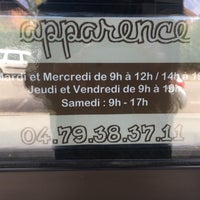 apparence
Mardi et Mercredi de 9h à 12h / 14h à
Jeudi et Vendredi de 9h à 19h
Samedi : 9h - 17h
04.79.38.37.11